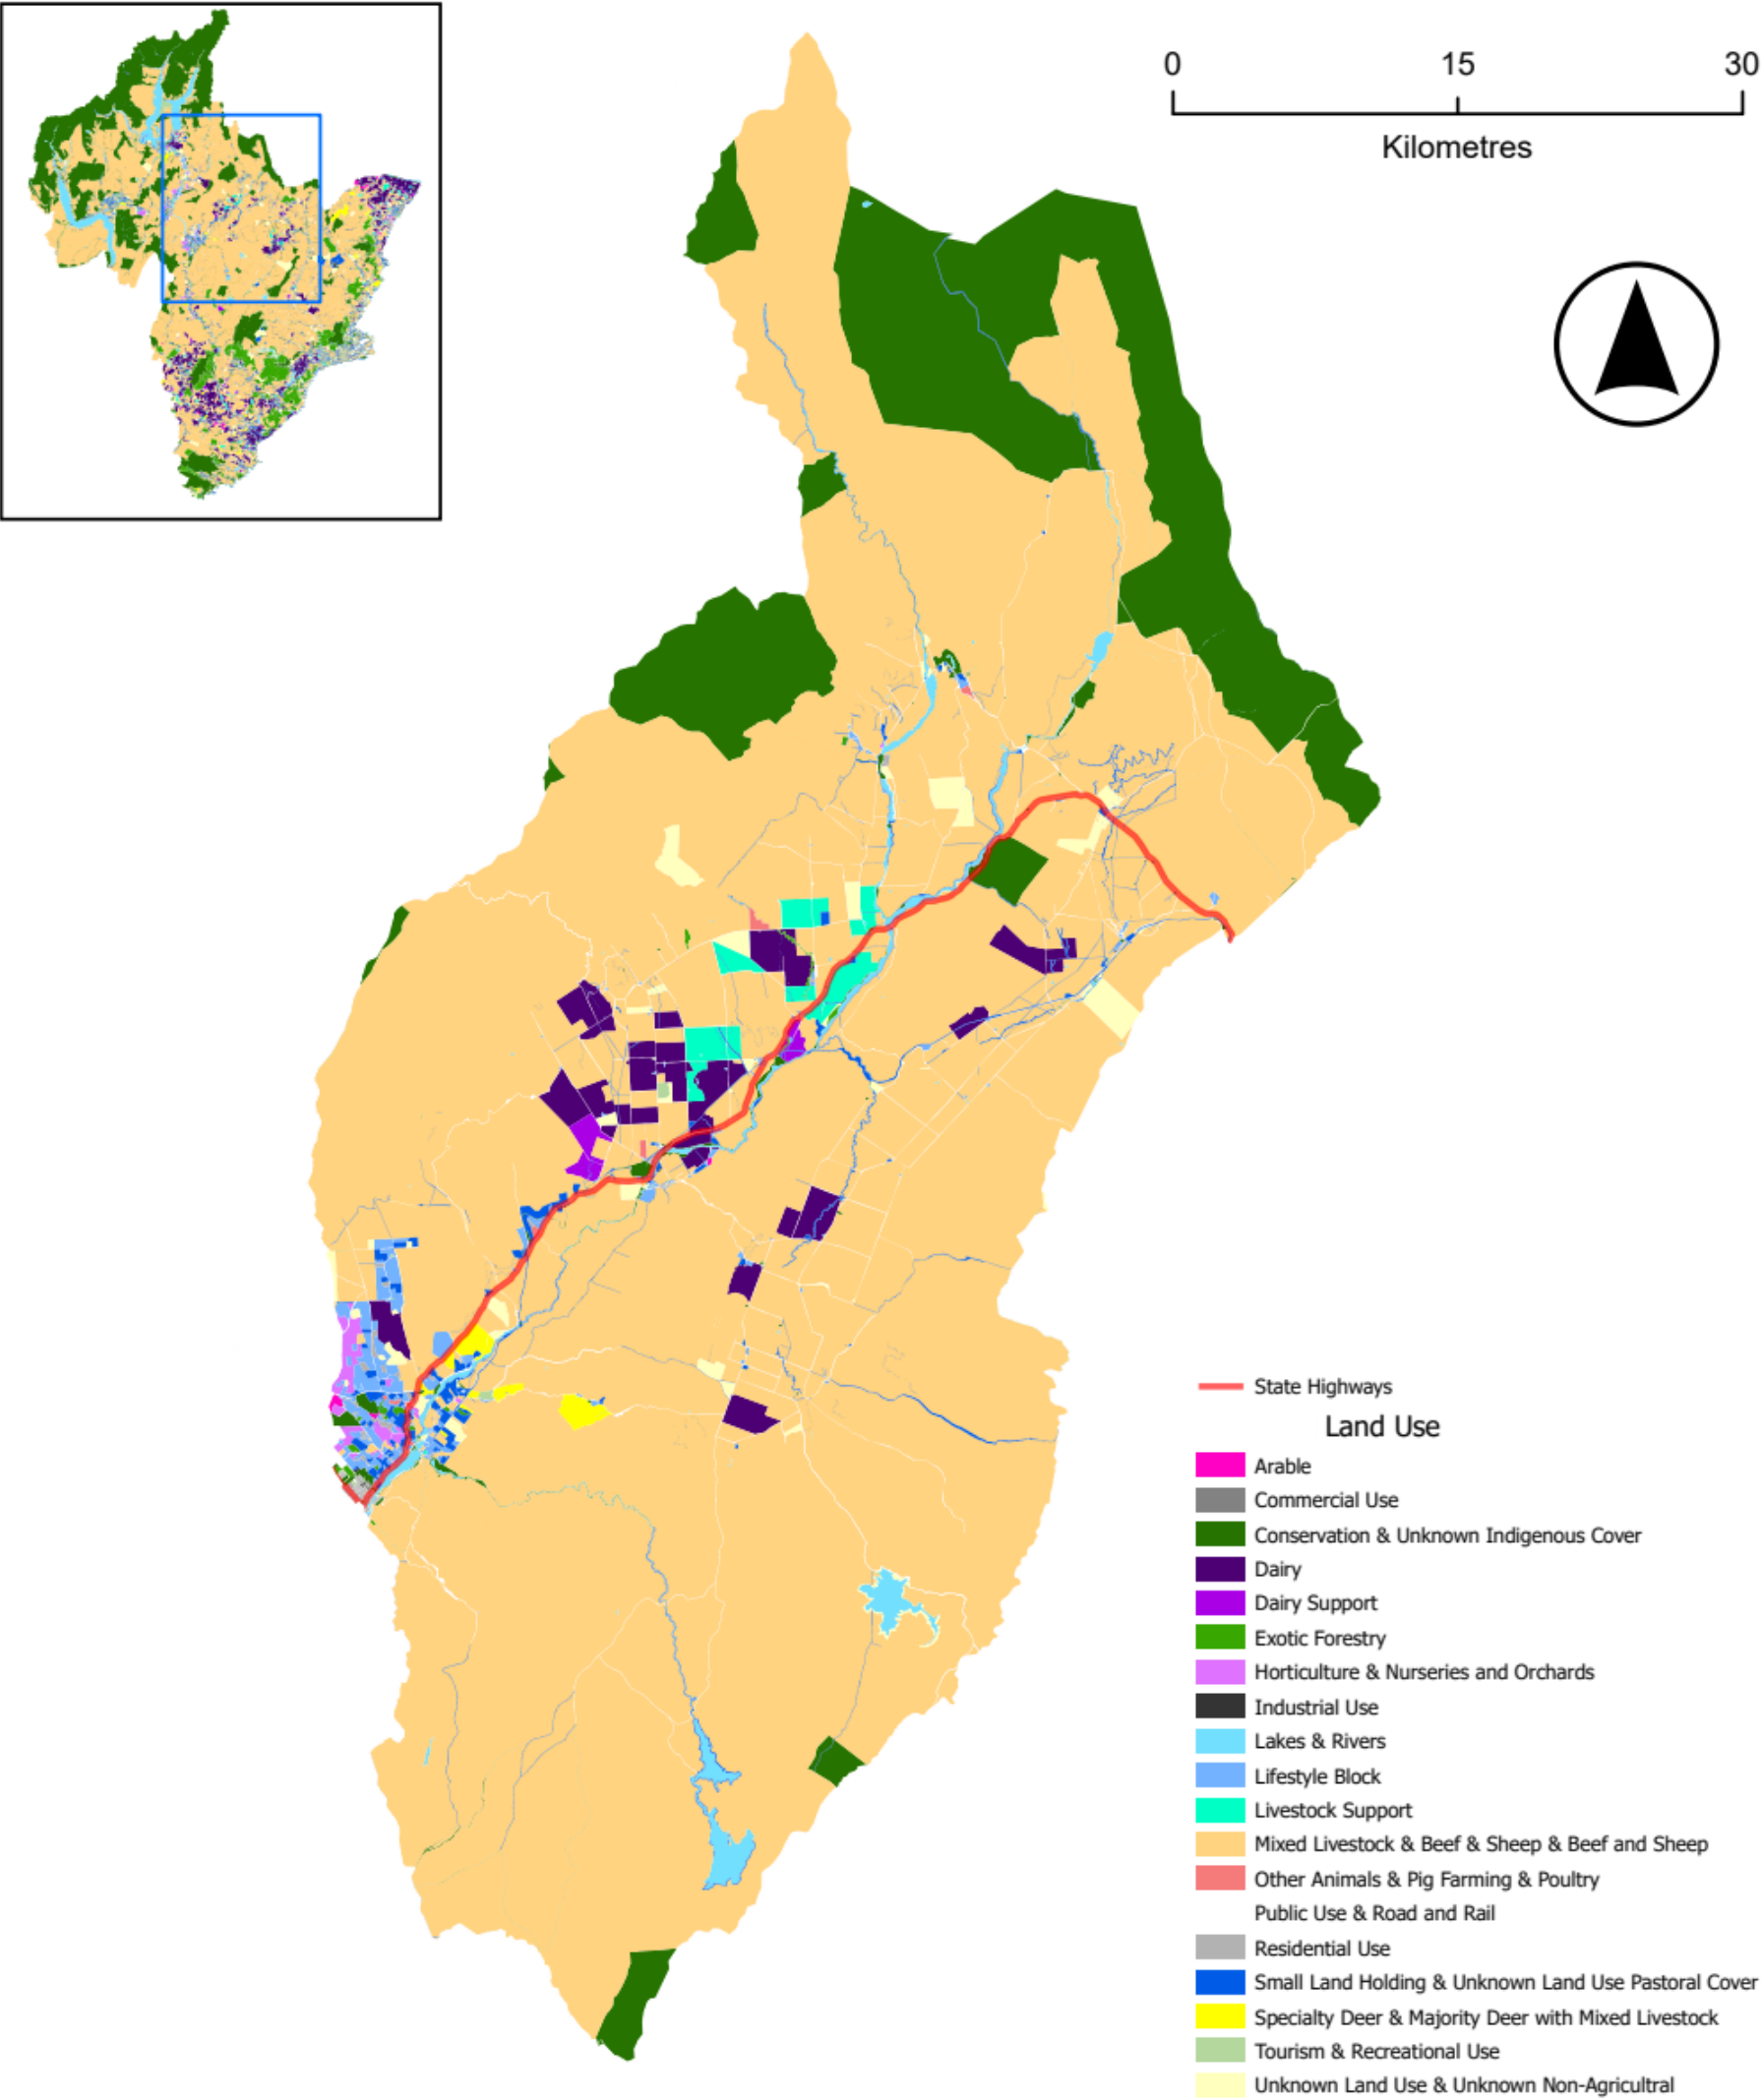 0 15 30
Kilometres
State Highways
Land Use
Arable
Commercial Use
Conservation & Unknown Indigenous Cover
Dairy
Dairy Support
Exotic Forestry
Horticulture & Nurseries and Orchards
Industrial Use
Lakes & Rivers
Lifestyle Block
Livestock Support
Mixed Livestock & Beef & Sheep & Beef and Sheep
Other Animals & Pig Farming & Poultry
Public Use & Road and Rail
Residential Use
Small Land Holding & Unknown Land Use Pastoral Cover
Specialty Deer & Majority Deer with Mixed Livestock
Tourism & Recreational Use
Unknown Land Use & Unknown Non-Agricultral